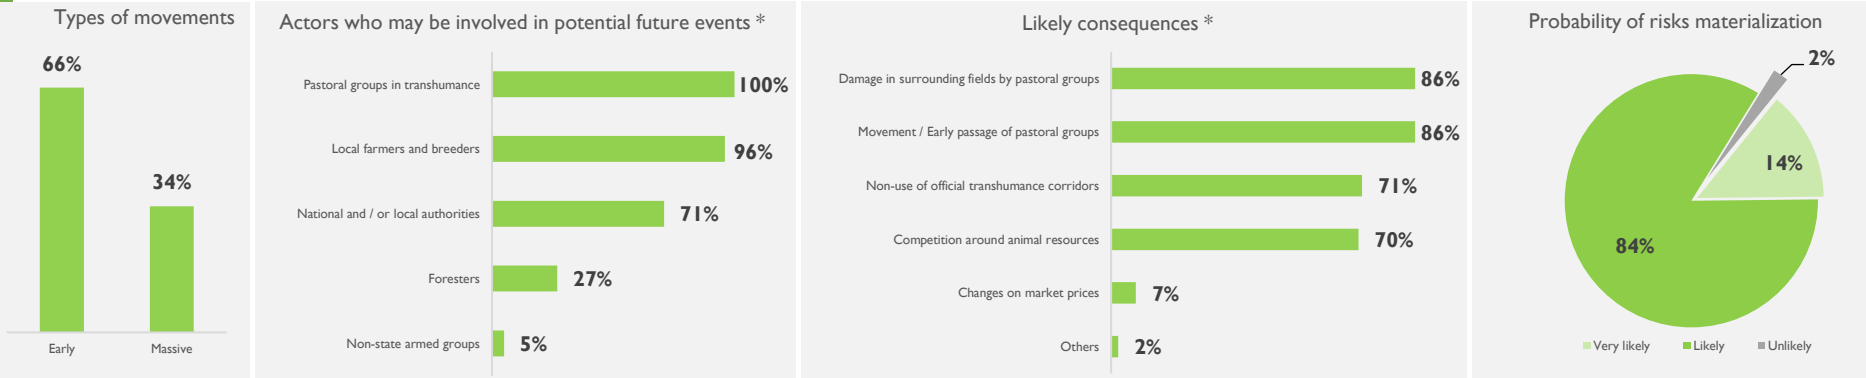 Types of movements
66%
34%
Early
Massive
Actors who may be involved in potential future events *
Pastoral groups in transhumance
100%
Local farmers and breeders
96%
National and / or local authorities
71%
Foresters
27%
Non-state armed groups
5%
Likely consequences *
Damage in surrounding fields by pastoral groups
86%
Movement / Early passage of pastoral groups
86%
Non-use of official transhumance corridors
71%
Competition around animal resources
70%
Changes on market prices
7%
Others
2%
Probability of risks materialization
2%
14%
84%
Very likely
Likely
Unlikely